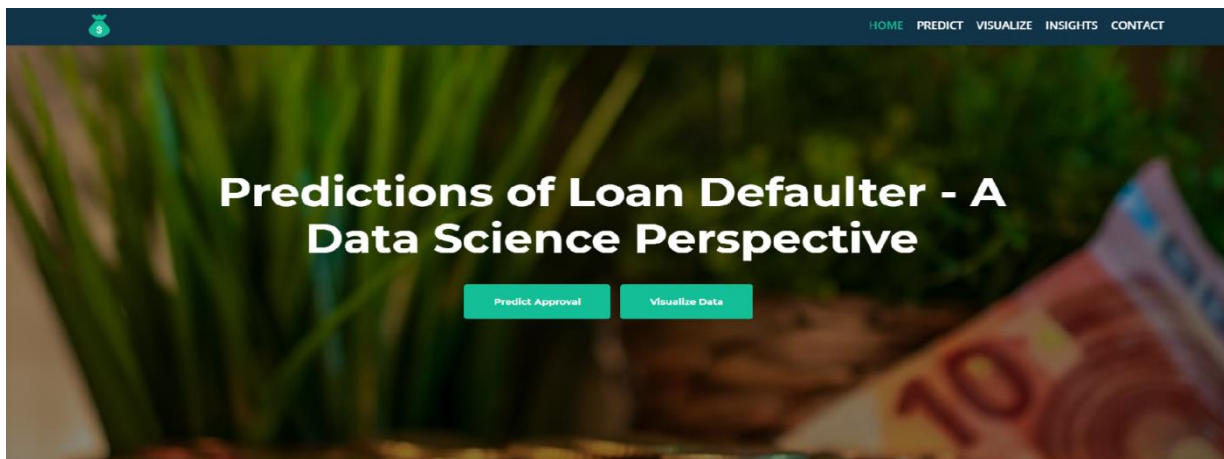 $
HOME PREDICT VISUALIZE INSIGHTS CONTACT
Predictions of Loan Defaulter - A
Data Science Perspective
Predict Approval Visualize Data
10